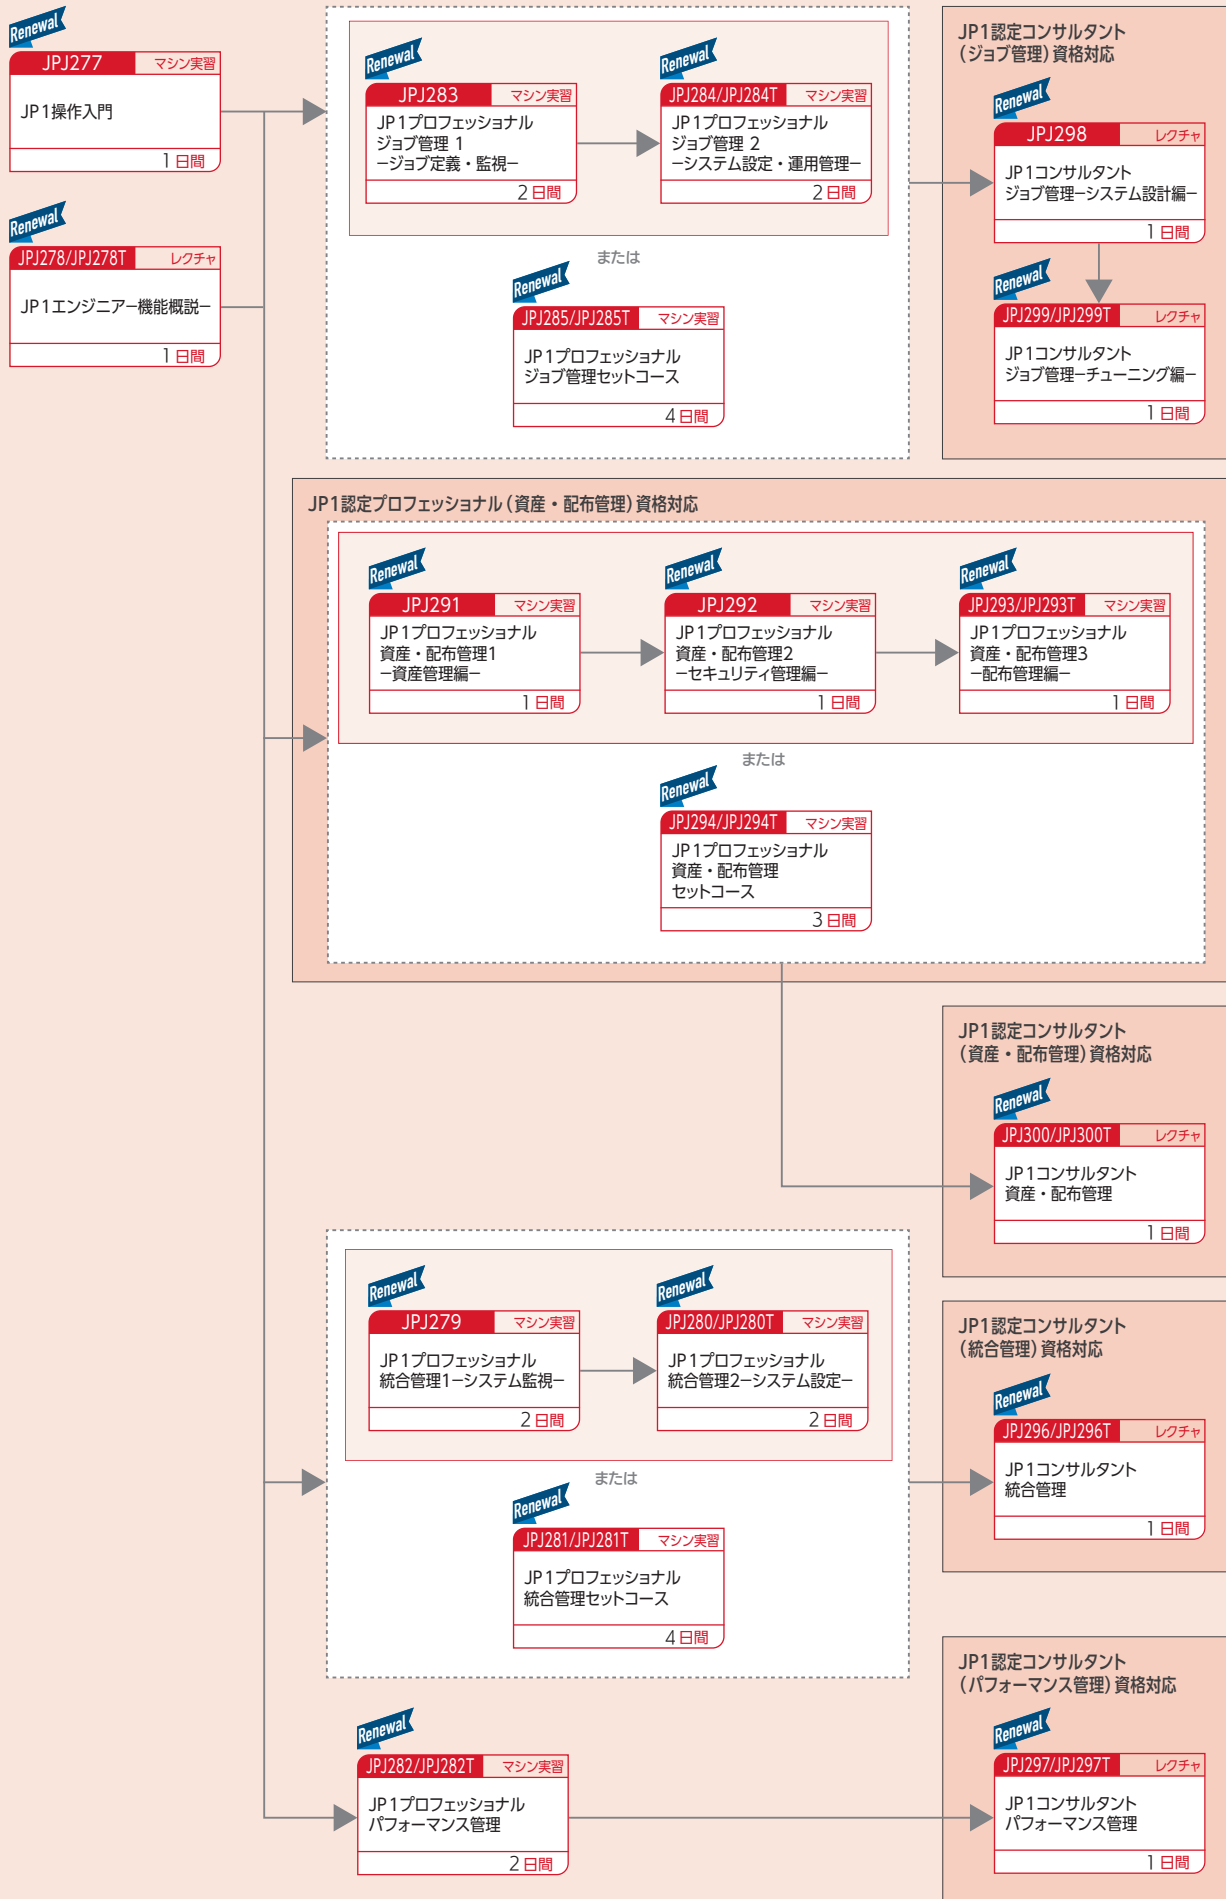 Renewal
JPJ277 マシン実習
JP1操作入門
1日間
Renewal
JPJ278/JPJ278T レクチャ
JP1エンジニアー機能概説ー
1日間
Renewal
JPJ283 マシン実習
JP1プロフェッショナル
ジョブ管理 1
ージョブ定義・監視ー
2日間
Renewal
JPJ284/JPJ284T マシン実習
JP1プロフェッショナル
ジョブ管理 2
ーシステム設定・運用管理ー
2日間
または
Renewal
JPJ285/JPJ285T マシン実習
JP1プロフェッショナル
ジョブ管理セットコース
4日間
JP1認定コンサルタント
(ジョブ管理)資格対応
Renewal
JPJ298 レクチャ
JP1コンサルタント
ジョブ管理ーシステム設計編ー
1日間
Renewal
JPJ299/JPJ299T レクチャ
JP1コンサルタント
ジョブ管理ーチューニング編ー
1日間
JP1認定プロフェッショナル(資産・配布管理)資格対応
Renewal
JPJ291 マシン実習
JP1プロフェッショナル
資産・配布管理1
ー資産管理編ー
1日間
Renewal
JPJ292 マシン実習
JP1プロフェッショナル
資産・配布管理2
ーセキュリティ管理編ー
1日間
Renewal
JPJ293/JPJ293T マシン実習
JP1プロフェッショナル
資産・配布管理3
ー配布管理編ー
1日間
または
Renewal
JPJ294/JPJ294T マシン実習
JP1プロフェッショナル
資産・配布管理
セットコース
3日間
JP1認定コンサルタント
(資産・配布管理)資格対応
Renewal
JPJ300/JPJ300T レクチャ
JP1コンサルタント
資産・配布管理
1日間
Renewal
JPJ279 マシン実習
JP1プロフェッショナル
統合管理1ーシステム監視ー
2日間
Renewal
JPJ280/JPJ280T マシン実習
JP1プロフェッショナル
統合管理2ーシステム設定ー
2日間
または
Renewal
JPJ281/JPJ281T マシン実習
JP1プロフェッショナル
統合管理セットコース
4日間
JP1認定コンサルタント
(統合管理)資格対応
Renewal
JPJ296/JPJ296T レクチャ
JP1コンサルタント
統合管理
1日間
Renewal
JPJ282/JPJ282T マシン実習
JP1プロフェッショナル
パフォーマンス管理
2日間
JP1認定コンサルタント
(パフォーマンス管理)資格対応
Renewal
JPJ297/JPJ297T レクチャ
JP1コンサルタント
パフォーマンス管理
1日間